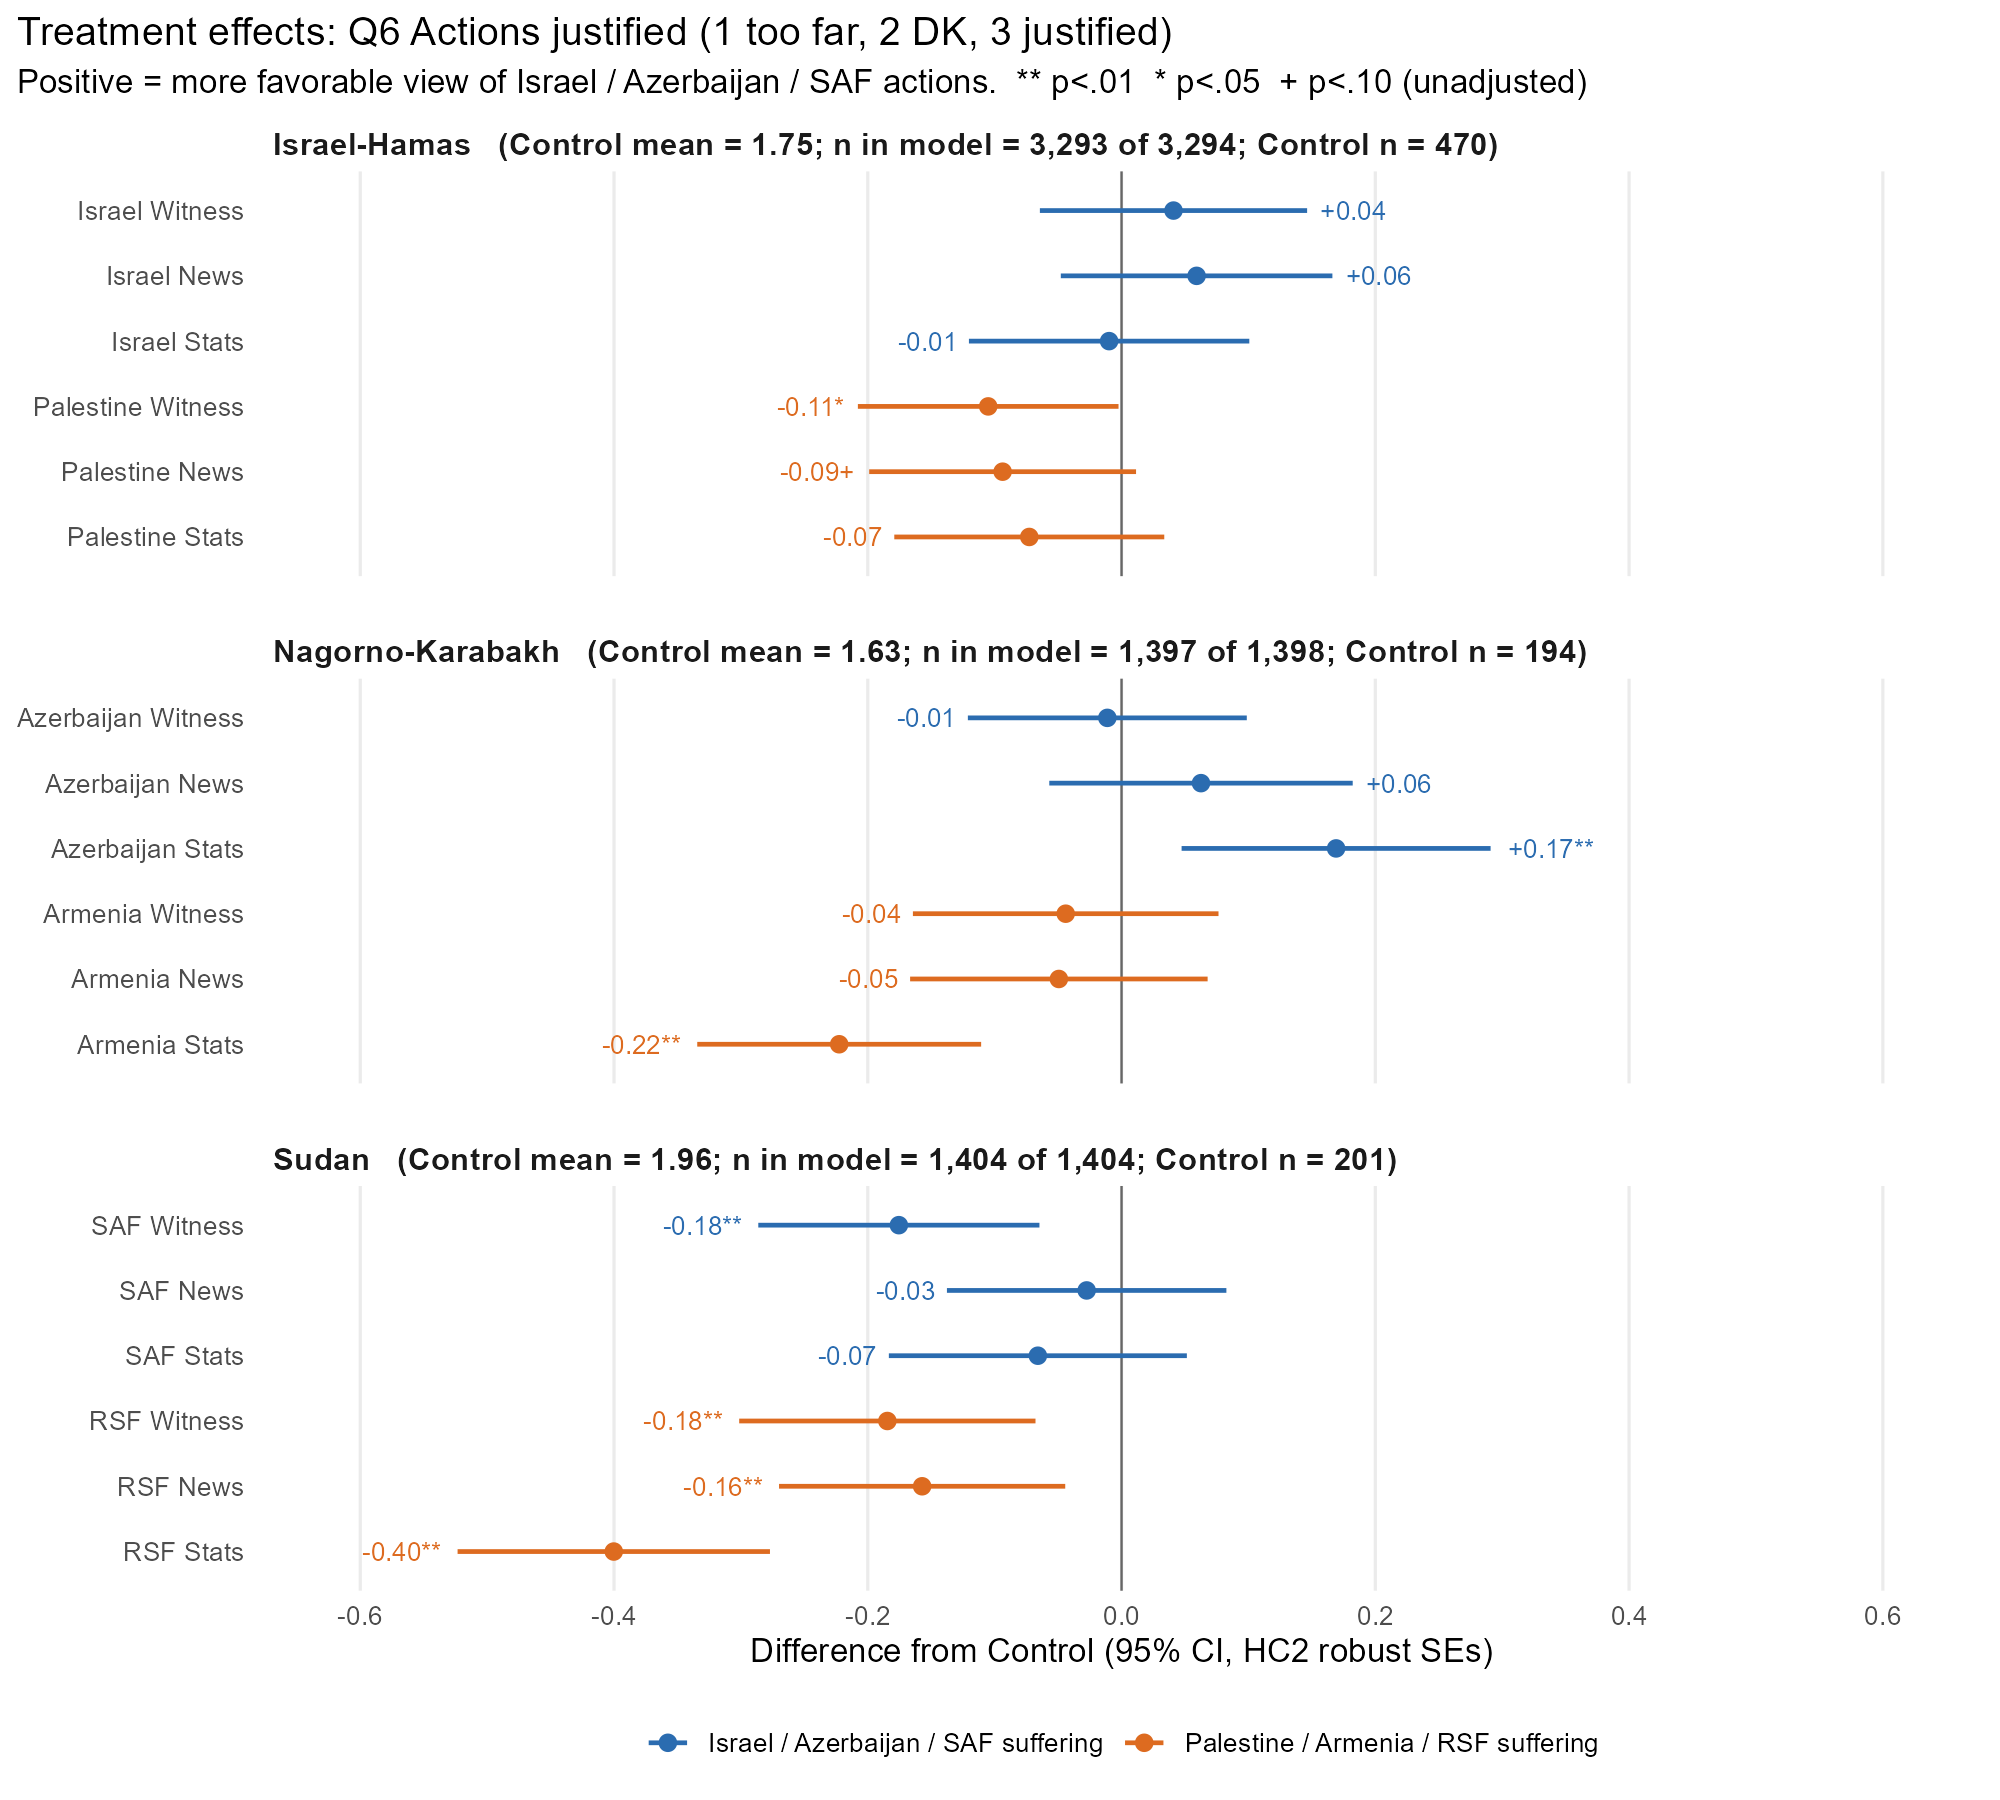 Treatment effects: Q6 Actions justified (1 too far, 2 DK, 3 justified)
Positive = more favorable view of Israel / Azerbaijan / SAF actions.  ** p<.01  * p<.05  + p<.10 (unadjusted)
Israel-Hamas   (Control mean = 1.75; n in model = 3,293 of 3,294; Control n = 470)
Israel Witness +0.04
Israel News +0.06
Israel Stats -0.01
Palestine Witness -0.11*
Palestine News -0.09+
Palestine Stats -0.07
Nagorno-Karabakh   (Control mean = 1.63; n in model = 1,397 of 1,398; Control n = 194)
Azerbaijan Witness -0.01
Azerbaijan News +0.06
Azerbaijan Stats +0.17**
Armenia Witness -0.04
Armenia News -0.05
Armenia Stats -0.22**
Sudan   (Control mean = 1.96; n in model = 1,404 of 1,404; Control n = 201)
SAF Witness -0.18**
SAF News -0.03
SAF Stats -0.07
RSF Witness -0.18**
RSF News -0.16**
RSF Stats -0.40**
-0.6 -0.4 -0.2 0.0 0.2 0.4 0.6
Difference from Control (95% CI, HC2 robust SEs)
Israel / Azerbaijan / SAF suffering Palestine / Armenia / RSF suffering